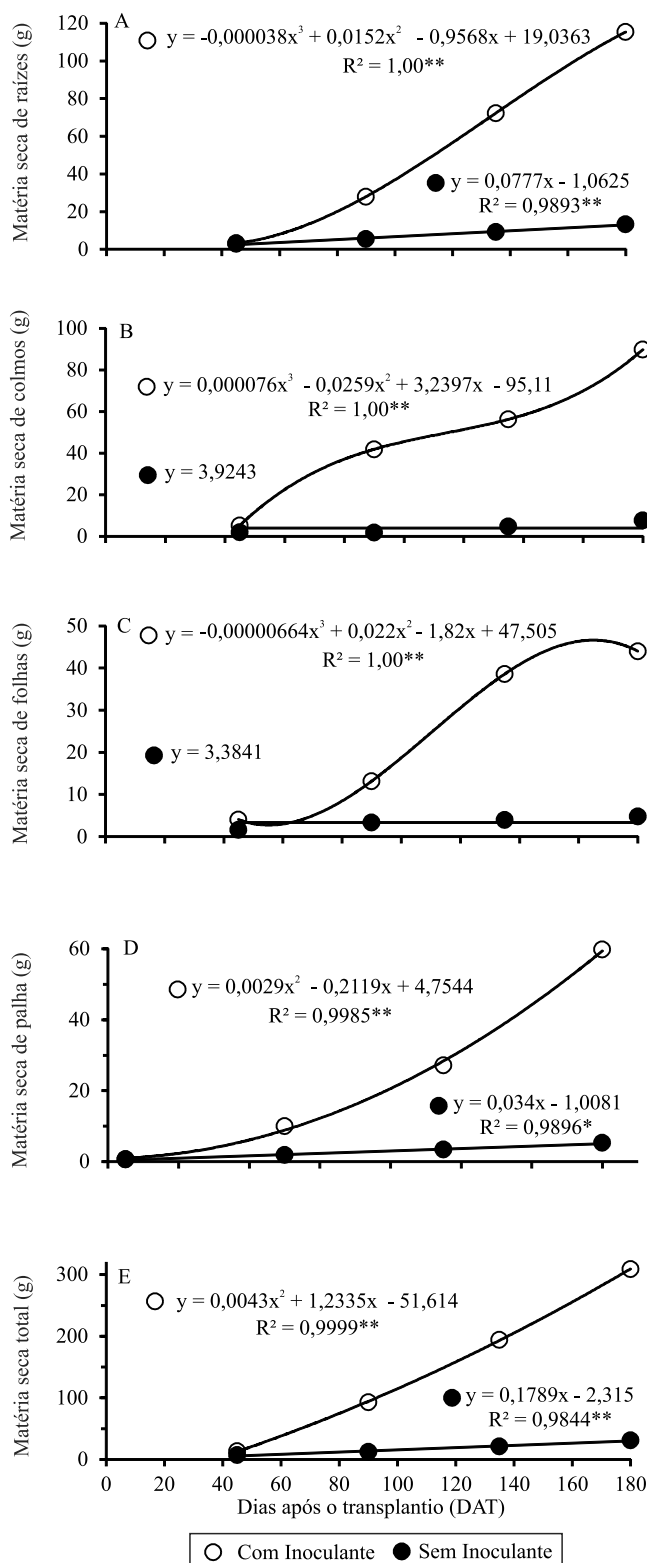 A
y = -0,000038x³ + 0,0152x² - 0,9568x + 19,0363
R² = 1,00**
y = 0,0777x - 1,0625
R² = 0,9893**
Matéria seca de raízes (g)
120
100
80
60
40
20
0
B
y = 0,000076x³ - 0,0259x² + 3,2397x - 95,11
R² = 1,00**
y = 3,9243
Matéria seca de colmos (g)
100
80
60
40
20
0
C
y = -0,00000664x³ + 0,022x² - 1,82x + 47,505
R² = 1,00**
y = 3,3841
Matéria seca de folhas (g)
50
40
30
20
10
0
D
y = 0,0029x² - 0,2119x + 4,7544
R² = 0,9985**
y = 0,034x - 1,0081
R² = 0,9896*
Matéria seca de palha (g)
60
40
20
0
E
y = 0,0043x² + 1,2335x - 51,614
R² = 0,9999**
y = 0,1789x - 2,315
R² = 0,9844**
Matéria seca total (g)
300
200
100
0
0 20 40 60 80 100 120 140 160 180
Dias após o transplantio (DAT)
Com Inoculante Sem Inoculante